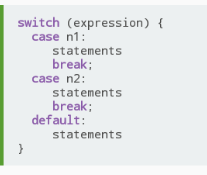 switch (expression) {
  case n1:
     statements
     break;
  case n2:
     statements
     break;
  default:
     statements
}